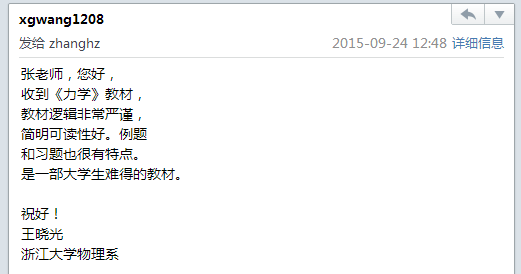 xgwang1208
发给 zhanghz 2015-09-24 12:48 详细信息
张老师，您好，
收到《力学》教材，
教材逻辑非常严谨，
简明可读性好。例题
和习题也很有特点。
是一部大学生难得的教材。
祝好！
王晓光
浙江大学物理系